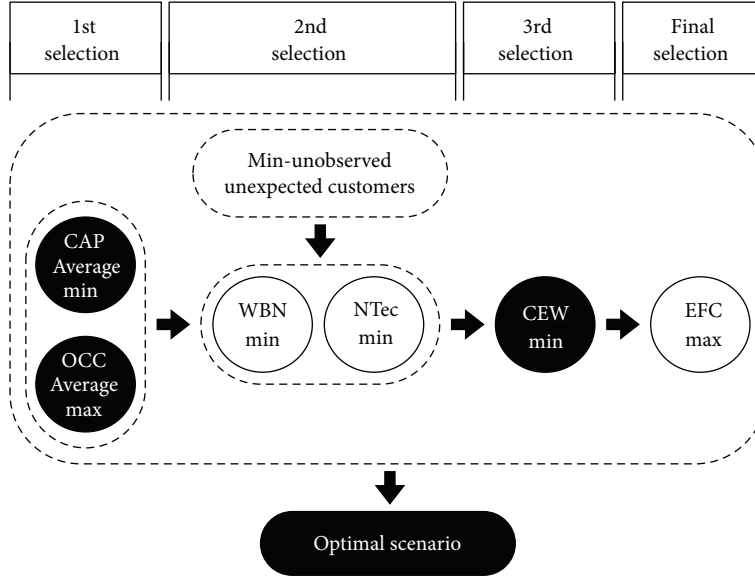 1st
selection
2nd
selection
3rd
selection
Final
selection
Min-unobserved
unexpected customers
CAP
Average
min
OCC
Average
max
WBN
min
NTec
min
CEW
min
EFC
max
Optimal scenario